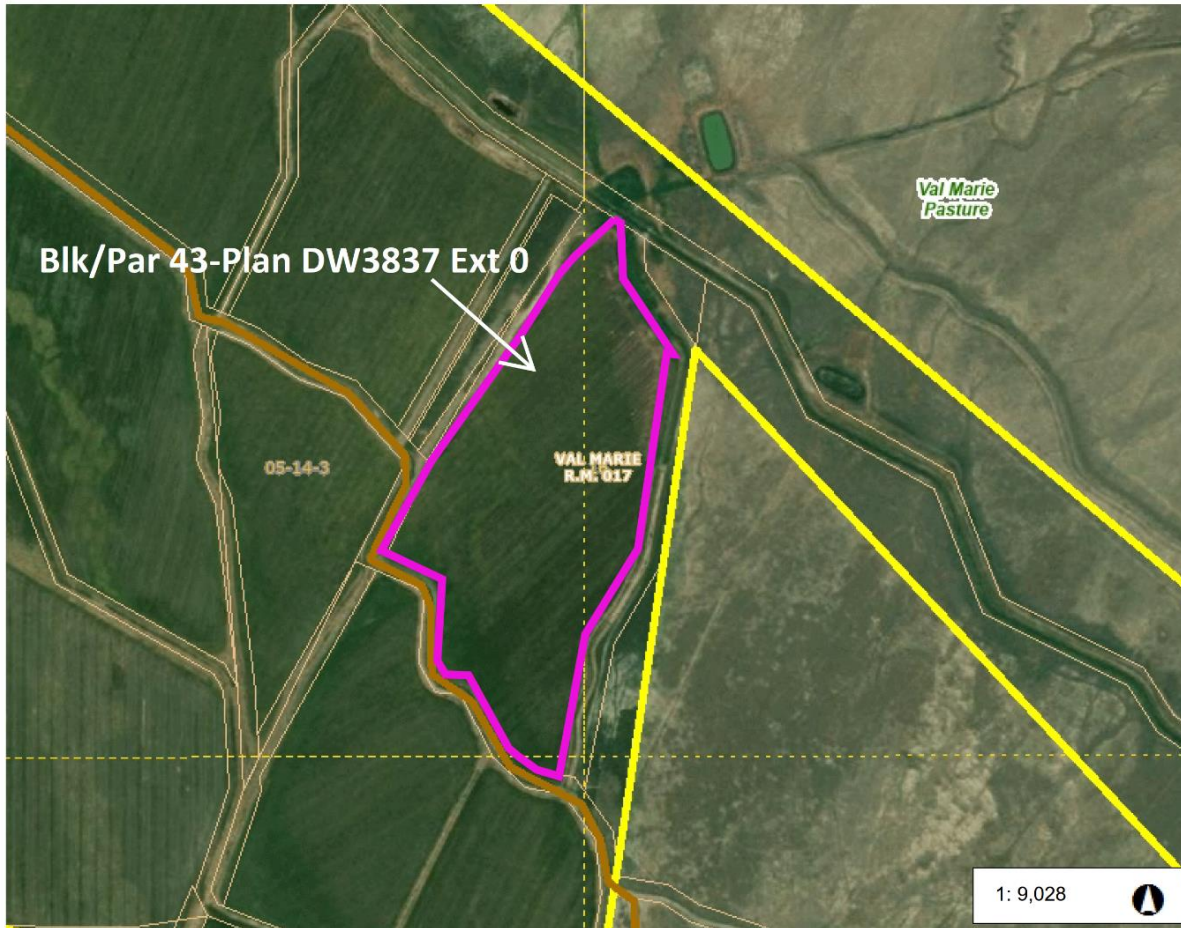 Val Marie
Pasture
Blk/Par 43-Plan DW3837 Ext 0
05-14-3
VAL MARIE
R.M. 017
1: 9,028